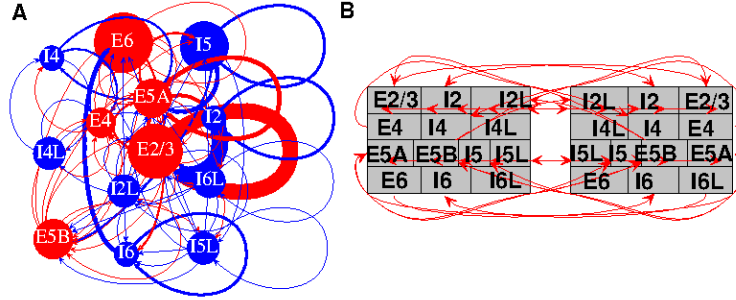 A
B
E6
I5
I4
E5A
I2
E4
E2/3
I4L
I2L
I6L
E5B
I6
I5L
E2/3 I2 I2L I2L I2 E2/3
E4 I4 I4L I4L I4 E4
E5A E5B I5 I5L I5L I5 E5B E5A
E6 I6 I6L E6 I6 I6L